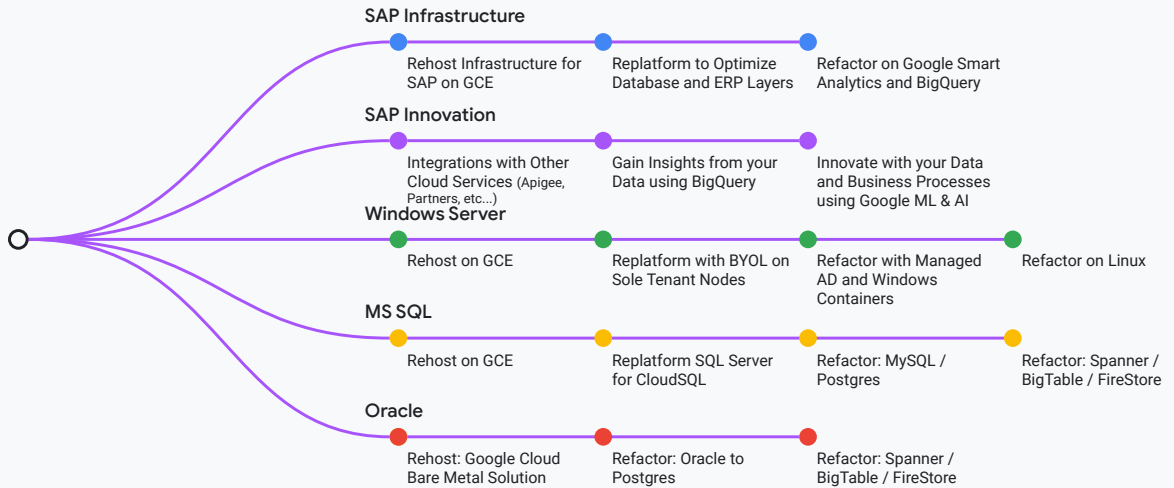 SAP Infrastructure
Rehost Infrastructure for
SAP on GCE
Replatform to Optimize
Database and ERP Layers
Refactor on Google Smart
Analytics and BigQuery
SAP Innovation
Integrations with Other
Cloud Services (Apigee,
Partners, etc...)
Gain Insights from your
Data using BigQuery
Innovate with your Data
and Business Processes
using Google ML & AI
Windows Server
Rehost on GCE
Replatform with BYOL on
Sole Tenant Nodes
Refactor with Managed
AD and Windows
Containers
Refactor on Linux
MS SQL
Rehost on GCE
Replatform SQL Server
for CloudSQL
Refactor: MySQL /
Postgres
Refactor: Spanner /
BigTable / FireStore
Oracle
Rehost: Google Cloud
Bare Metal Solution
Refactor: Oracle to
Postgres
Refactor: Spanner /
BigTable / FireStore